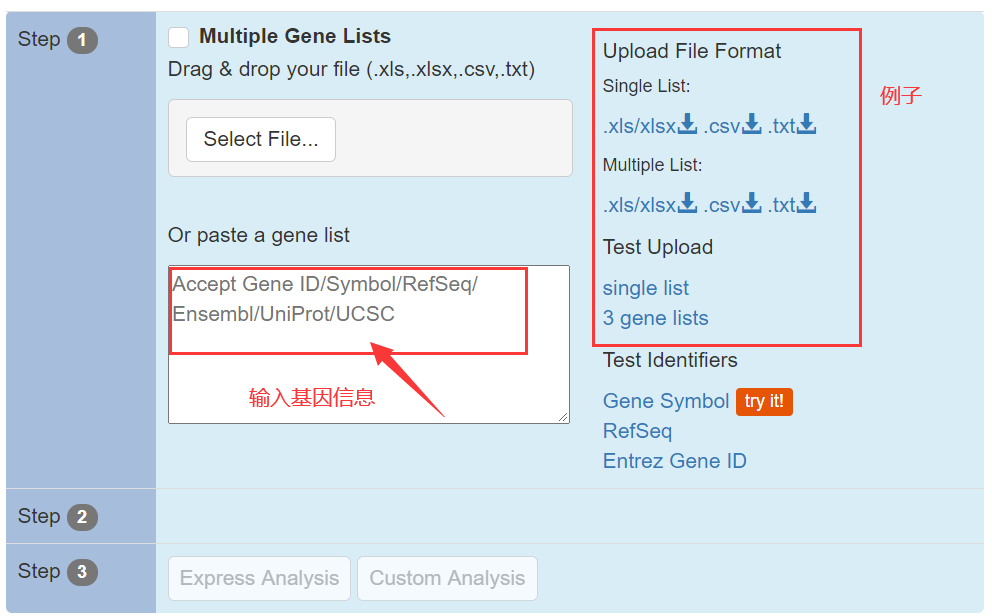 Step 1
Multiple Gene Lists
Drag & drop your file (.xls,.xlsx,.csv,.txt)
Select File...
Or paste a gene list
Accept Gene ID/Symbol/RefSeq/
Ensembl/UniProt/UCSC
输入基因信息
Upload File Format
Single List:
.xls/xlsx .csv .txt
Multiple List:
.xls/xlsx .csv .txt
Test Upload
single list
3 gene lists
Test Identifiers
Gene Symbol try it!
RefSeq
Entrez Gene ID
例子
Step 2
Step 3
Express Analysis Custom Analysis